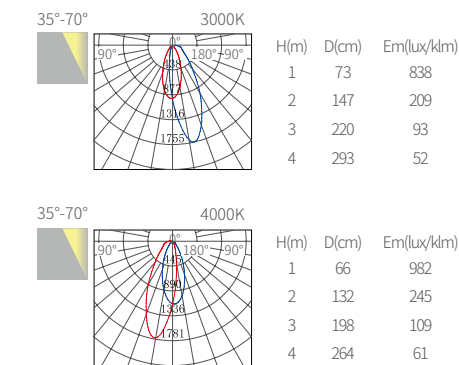 35°-70° 3000K
0°
90° 180° 90°
438
877
1316
1755
H(m) D(cm) Em(lux/klm)
1 73 838
2 147 209
3 220 93
4 293 52
35°-70° 4000K
0°
90° 180° 90°
445
890
1336
1781
H(m) D(cm) Em(lux/klm)
1 66 982
2 132 245
3 198 109
4 264 61